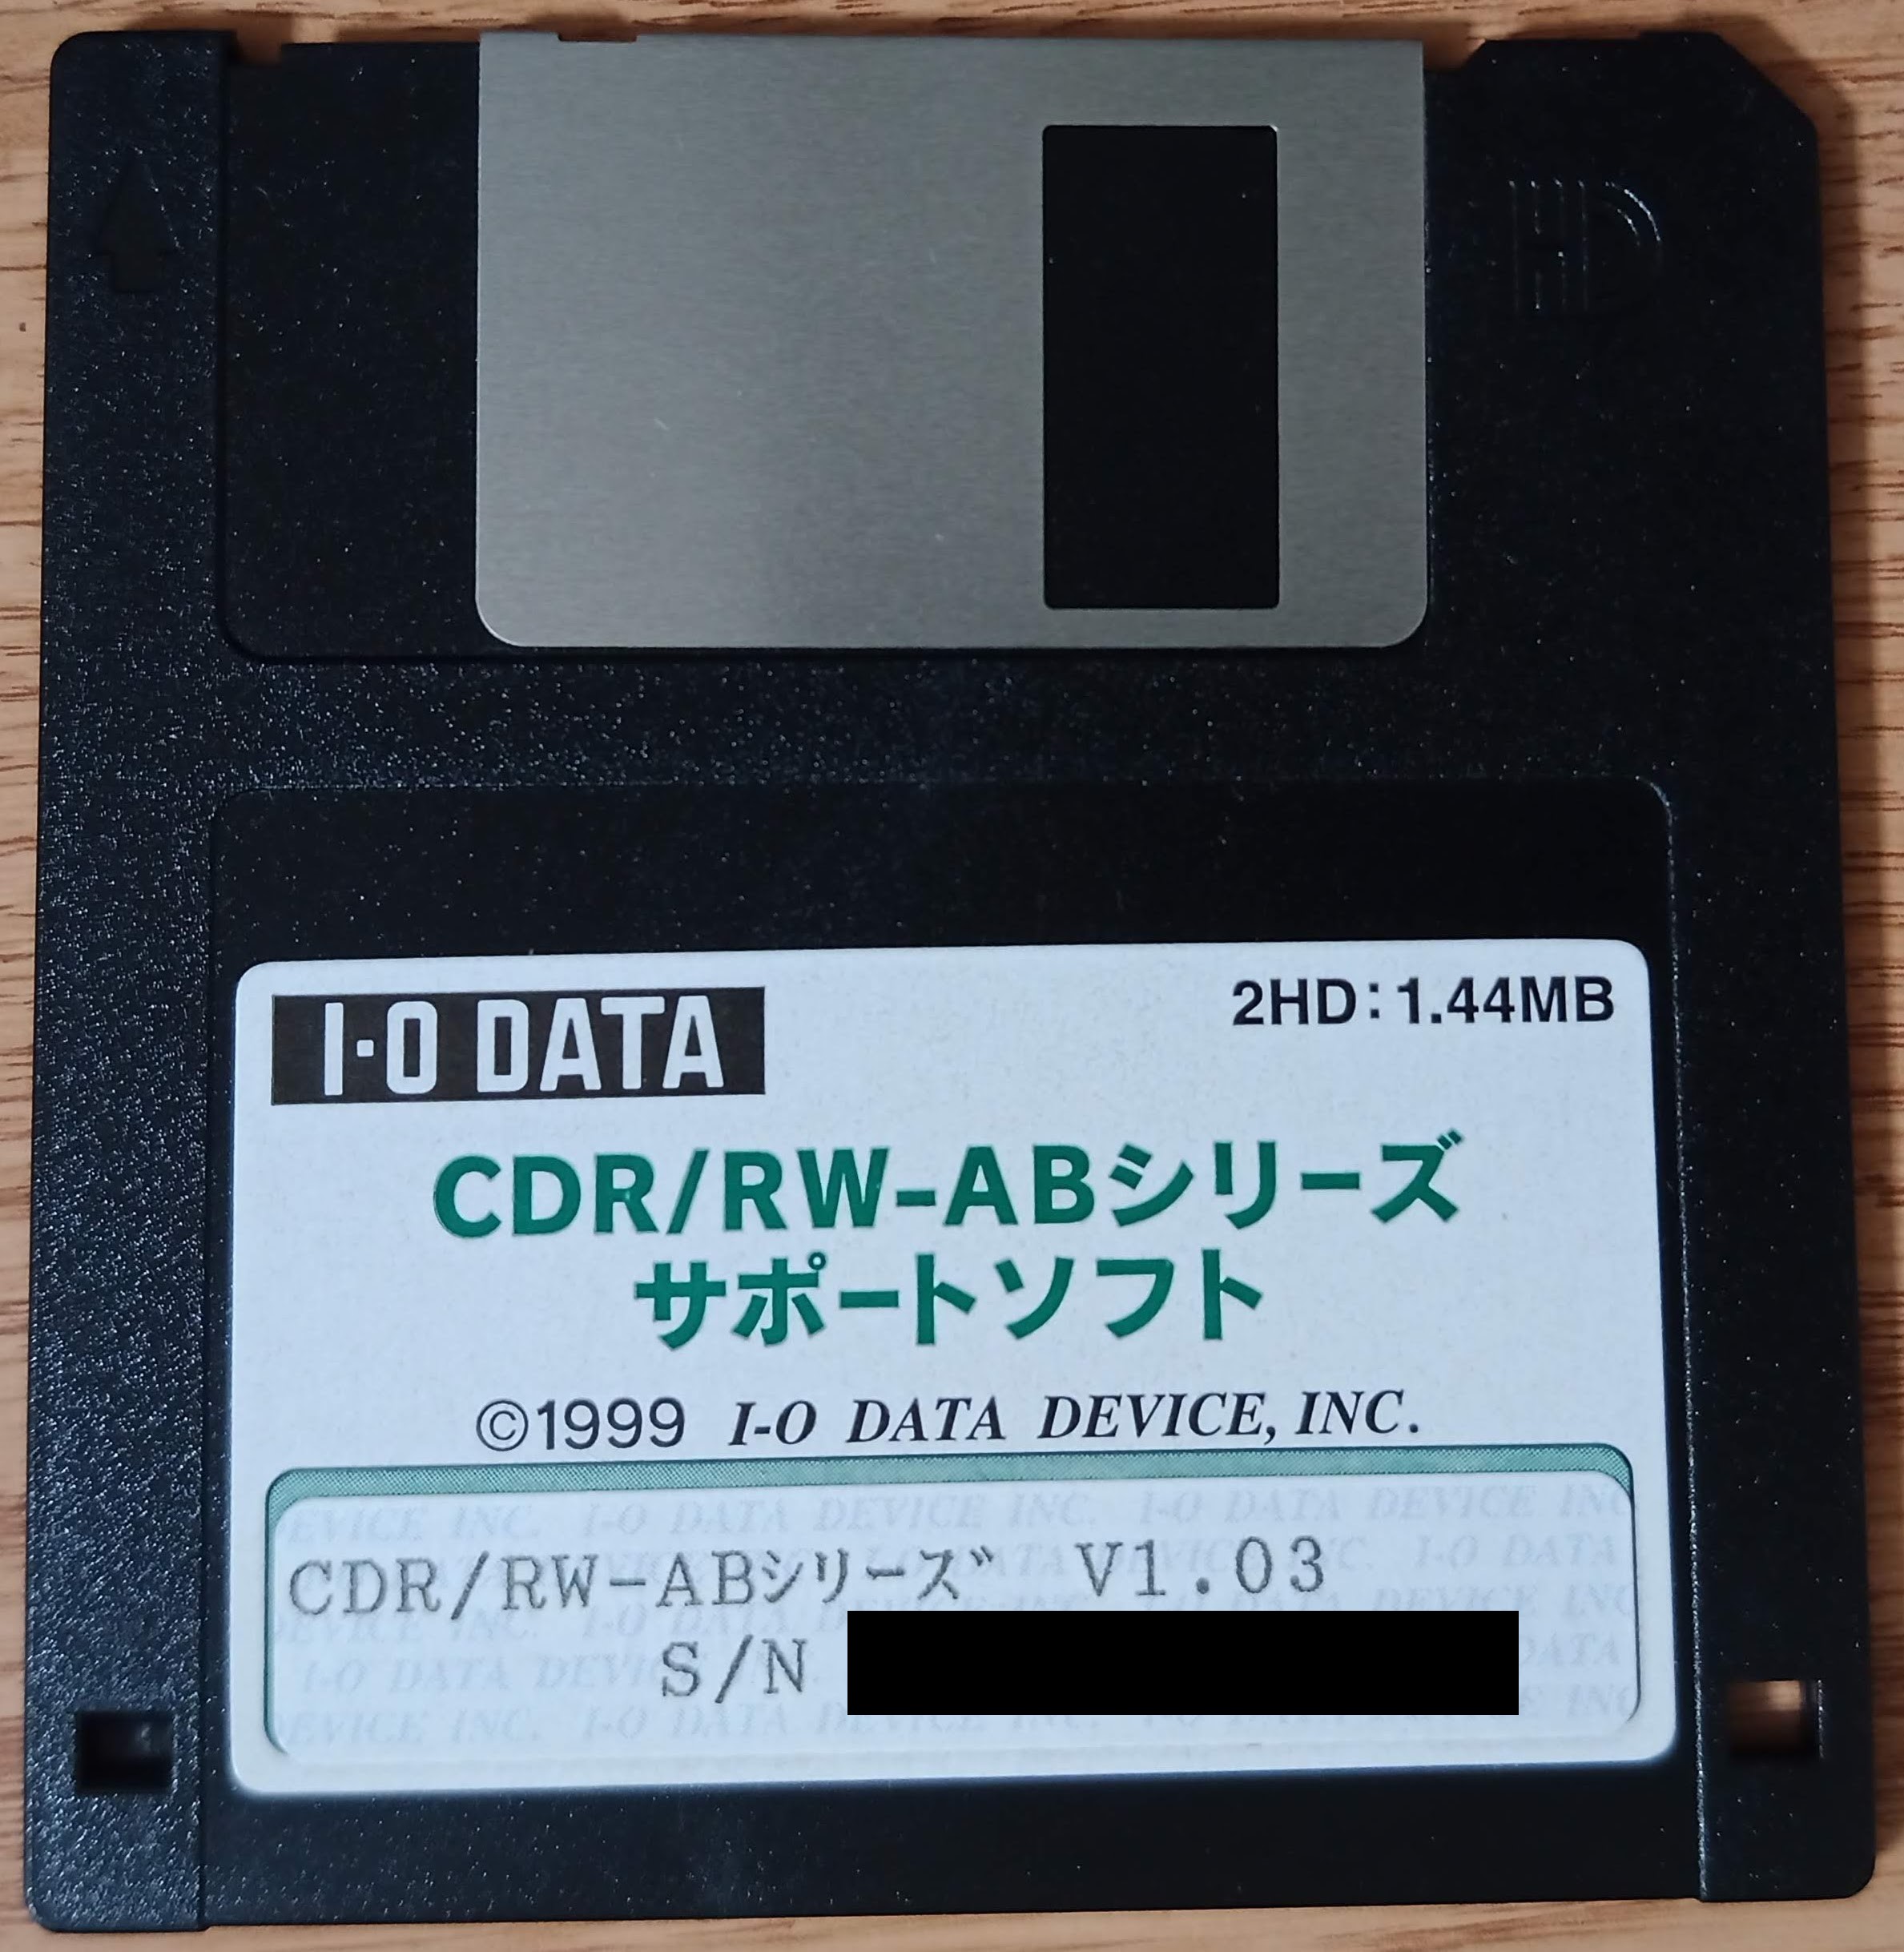 HD
I·O DATA
2HD:1.44MB
CDR/RW-ABシリーズ
サポートソフト
©1999 I-O DATA DEVICE, INC.
CDR/RW-ABシリーズ V1.03
S/N